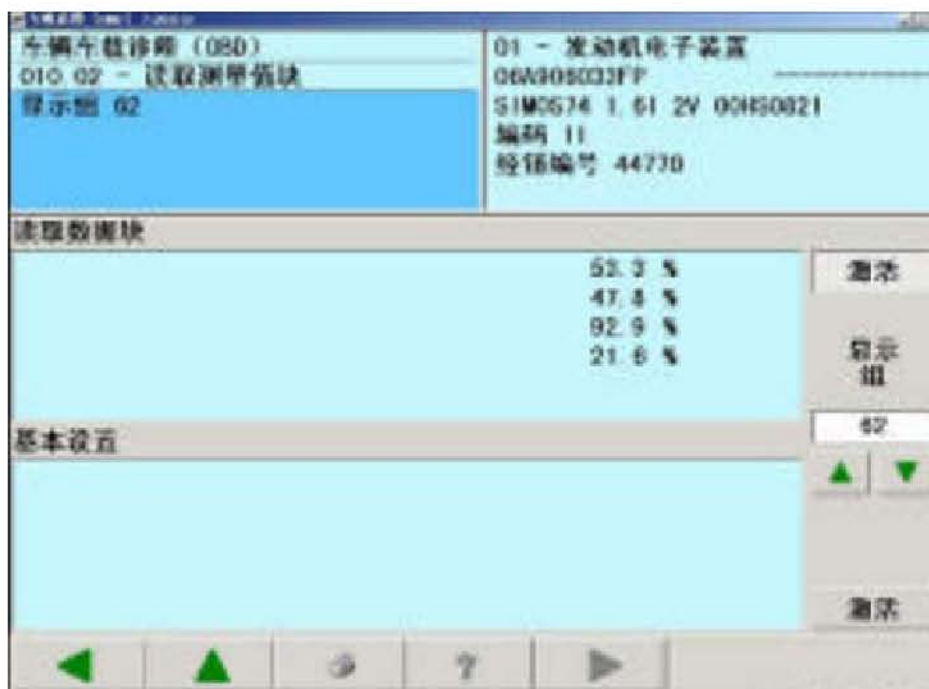 车辆车载诊断 (OBD)
010.02 - 读取测量值块
显示组 62
01 - 发动机电子装置
06A906033FP
SIMOS74 1.6l 2V 00HS0821
编码 11
经销编号 44770
读取数据块
53.3 %
47.8 %
92.9 %
21.6 %
激活
显示
组
62
基本设置
激活
?